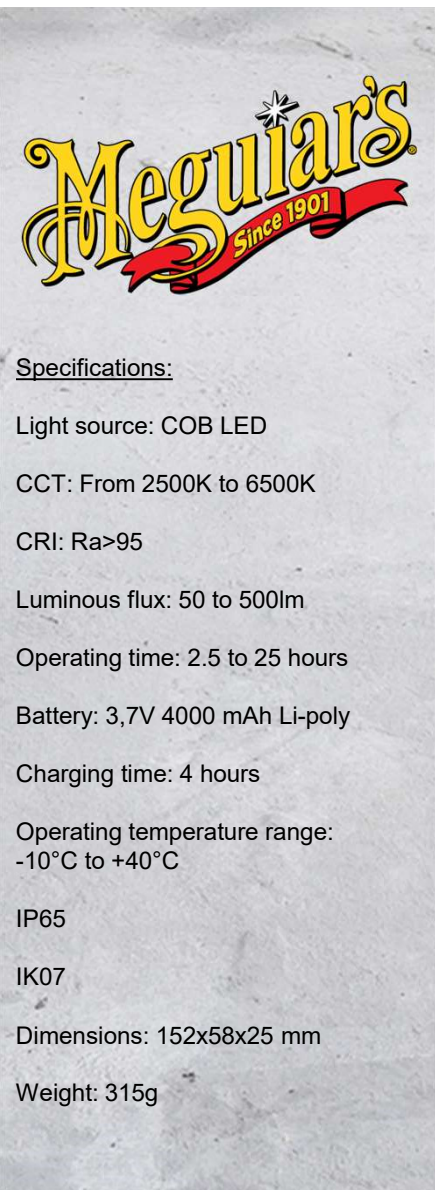 Meguiar's
Since 1901
Specifications:
Light source: COB LED
CCT: From 2500K to 6500K
CRI: Ra>95
Luminous flux: 50 to 500lm
Operating time: 2.5 to 25 hours
Battery: 3,7V 4000 mAh Li-poly
Charging time: 4 hours
Operating temperature range:
-10°C to +40°C
IP65
IK07
Dimensions: 152x58x25 mm
Weight: 315g